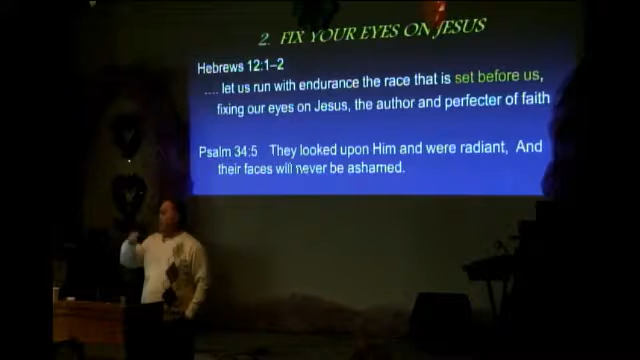 2. FIX YOUR EYES ON JESUS
Hebrews 12:1–2
.... let us run with endurance the race that is set before us,
fixing our eyes on Jesus, the author and perfecter of faith
Psalm 34:5 They looked upon Him and were radiant, And
their faces will never be ashamed.